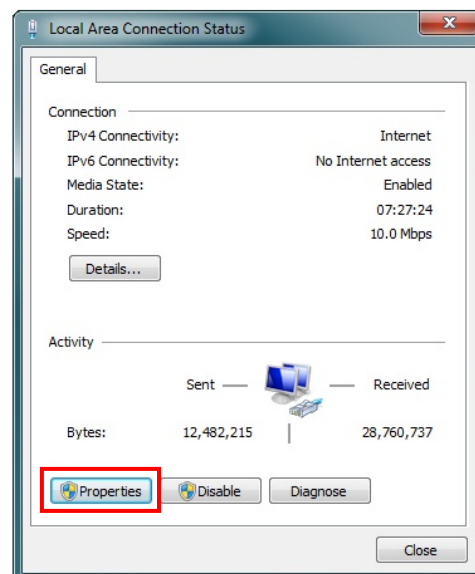 Local Area Connection Status
General
Connection
IPv4 Connectivity: Internet
IPv6 Connectivity: No Internet access
Media State: Enabled
Duration: 07:27:24
Speed: 10.0 Mbps
Details...
Activity
Sent Received
Bytes: 12,482,215 28,760,737
Properties Disable Diagnose
Close